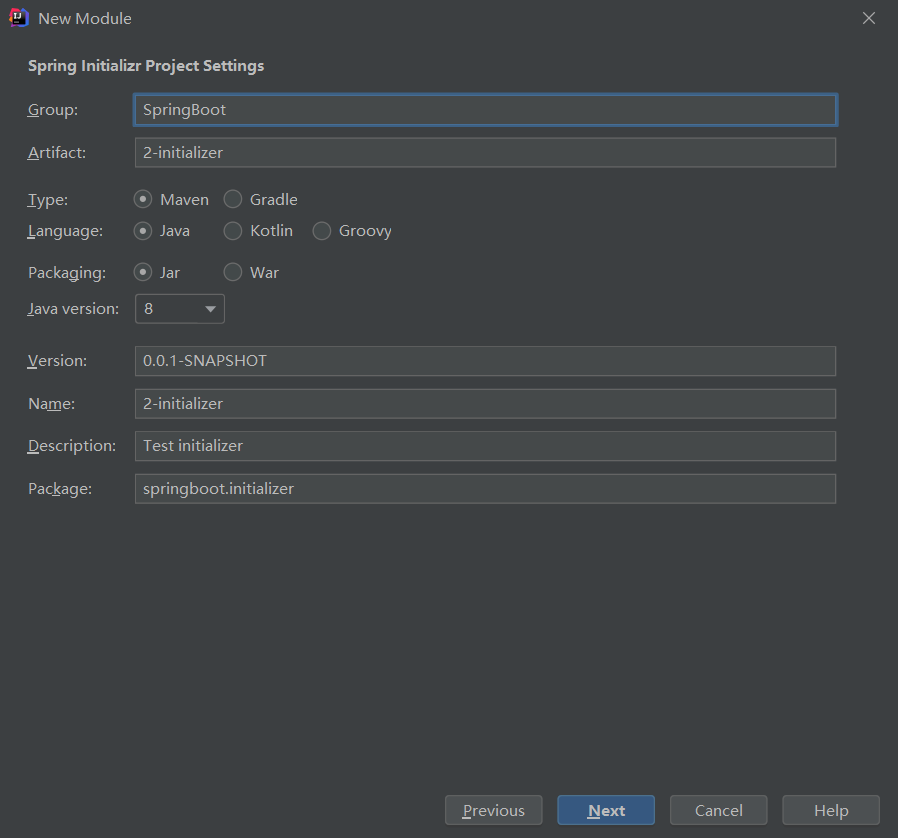 New Module
Spring Initializr Project Settings
Group: SpringBoot
Artifact: 2-initializer
Type: Maven Gradle
Language: Java Kotlin Groovy
Packaging: Jar War
Java version: 8
Version: 0.0.1-SNAPSHOT
Name: 2-initializer
Description: Test initializer
Package: springboot.initializer
Previous Next Cancel Help